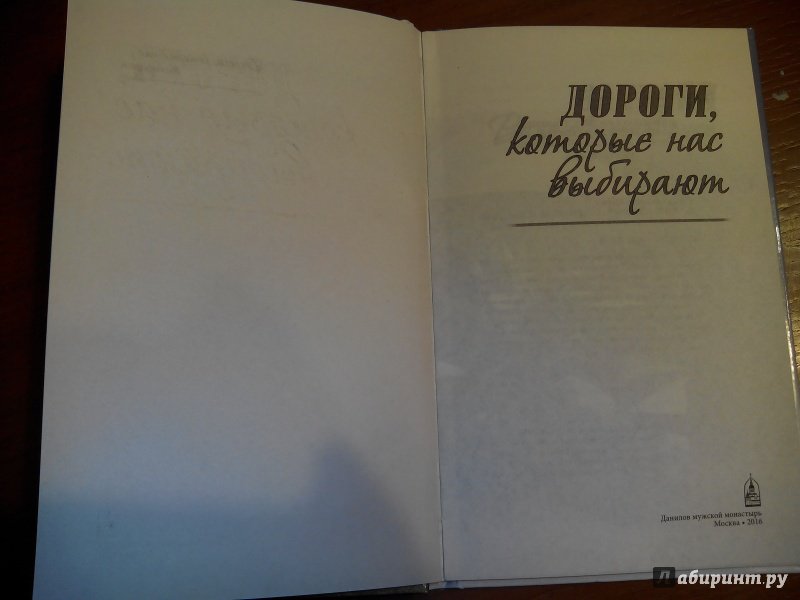 ДОРОГИ,
которые нас
выбирают
Данилов мужской монастырь
Москва • 2016
Лабиринт.ру